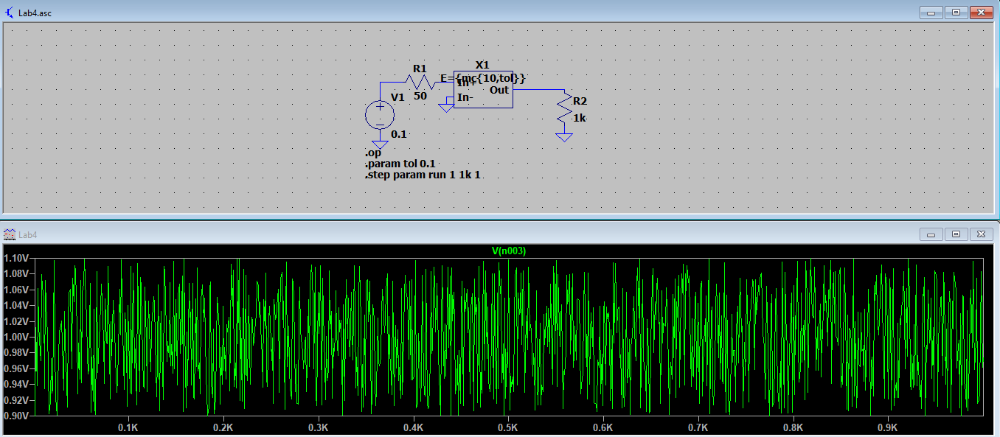 Lab4.asc
X1
R1
E={mc{10,tol}}
In+
Out
V1
50
In-
R2
1k
0.1
.op
.param tol 0.1
.step param run 1 1k 1
Lab4
V(n003)
1.10V
1.08V
1.06V
1.04V
1.02V
1.00V
0.98V
0.96V
0.94V
0.92V
0.90V
0.1K 0.2K 0.3K 0.4K 0.5K 0.6K 0.7K 0.8K 0.9K